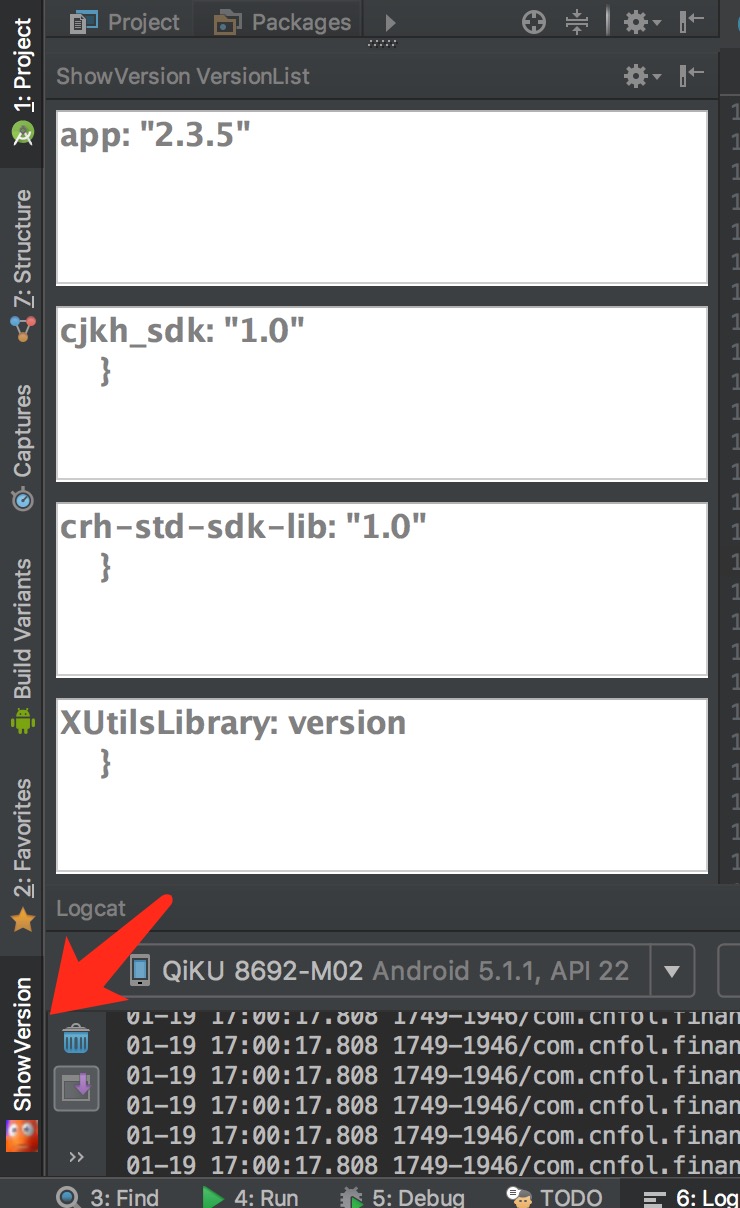 Project Packages
ShowVersion VersionList
app: "2.3.5"
cjkh_sdk: "1.0"
}
crh-std-sdk-lib: "1.0"
}
XUtilsLibrary: version
}
1: Project
7: Structure
Captures
Build Variants
2: Favorites
ShowVersion
Logcat
QiKU 8692-M02 Android 5.1.1, API 22
01-19 17:00:17.808 1749-1946/com.cnfol.finan
01-19 17:00:17.808 1749-1946/com.cnfol.finan
01-19 17:00:17.808 1749-1946/com.cnfol.finan
01-19 17:00:17.808 1749-1946/com.cnfol.finan
01-19 17:00:17.808 1749-1946/com.cnfol.finan
01-19 17:00:17.808 1749-1946/com.cnfol.finan
3: Find 4: Run 5: Debug TODO 6: Log